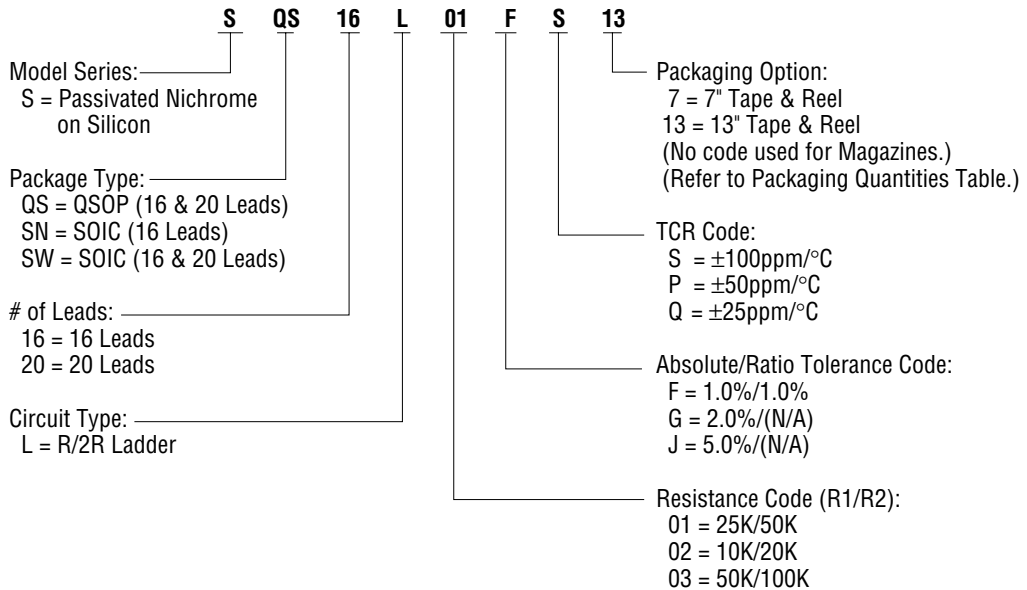 S QS 16 L 01 F S 13
Model Series:
S = Passivated Nichrome
on Silicon
Package Type:
QS = QSOP (16 & 20 Leads)
SN = SOIC (16 Leads)
SW = SOIC (16 & 20 Leads)
# of Leads:
16 = 16 Leads
20 = 20 Leads
Circuit Type:
L = R/2R Ladder
Packaging Option:
7 = 7" Tape & Reel
13 = 13" Tape & Reel
(No code used for Magazines.)
(Refer to Packaging Quantities Table.)
TCR Code:
S = ±100ppm/°C
P = ±50ppm/°C
Q = ±25ppm/°C
Absolute/Ratio Tolerance Code:
F = 1.0%/1.0%
G = 2.0%/(N/A)
J = 5.0%/(N/A)
Resistance Code (R1/R2):
01 = 25K/50K
02 = 10K/20K
03 = 50K/100K